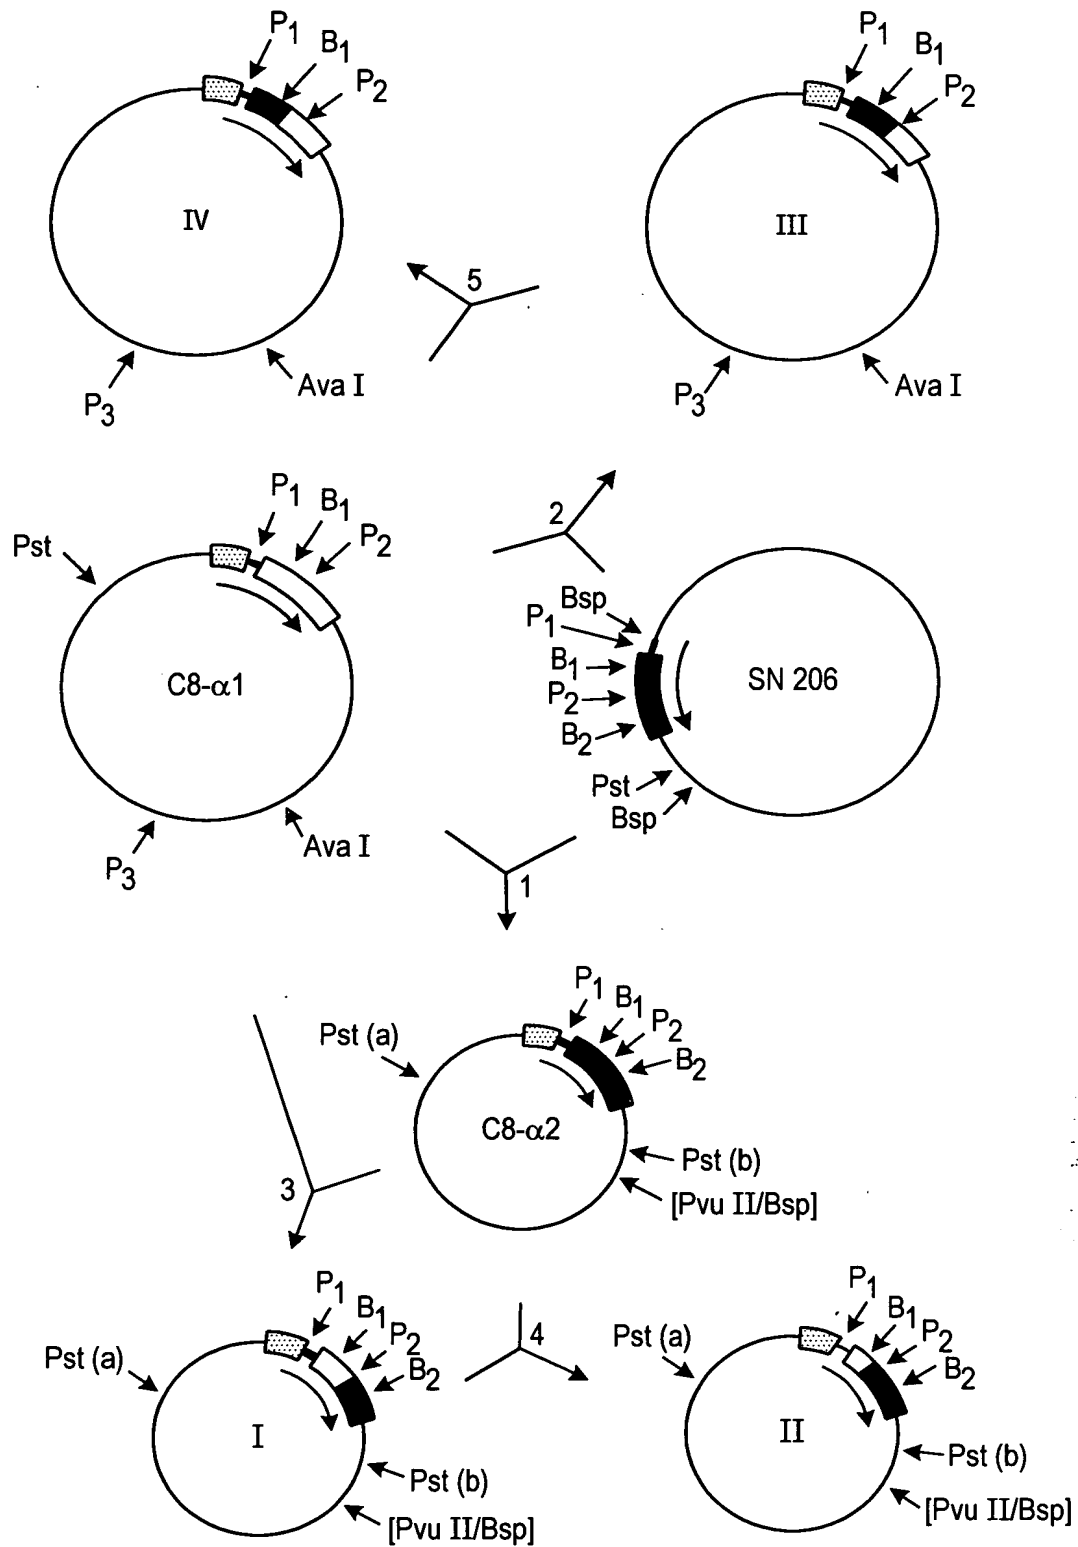 P1
B1
P2
IV
P3
Ava I
P1
B1
P2
III
P3
Ava I
5
Pst
P1
B1
P2
C8-α1
P3
Ava I
2
Bsp
P1
B1
P2
B2
Pst
Bsp
SN 206
1
Pst (a)
P1
B1
P2
B2
C8-α2
Pst (b)
[Pvu II/Bsp]
3
Pst (a)
P1
B1
P2
B2
I
Pst (b)
[Pvu II/Bsp]
4
Pst (a)
P1
B1
P2
B2
II
Pst (b)
[Pvu II/Bsp]